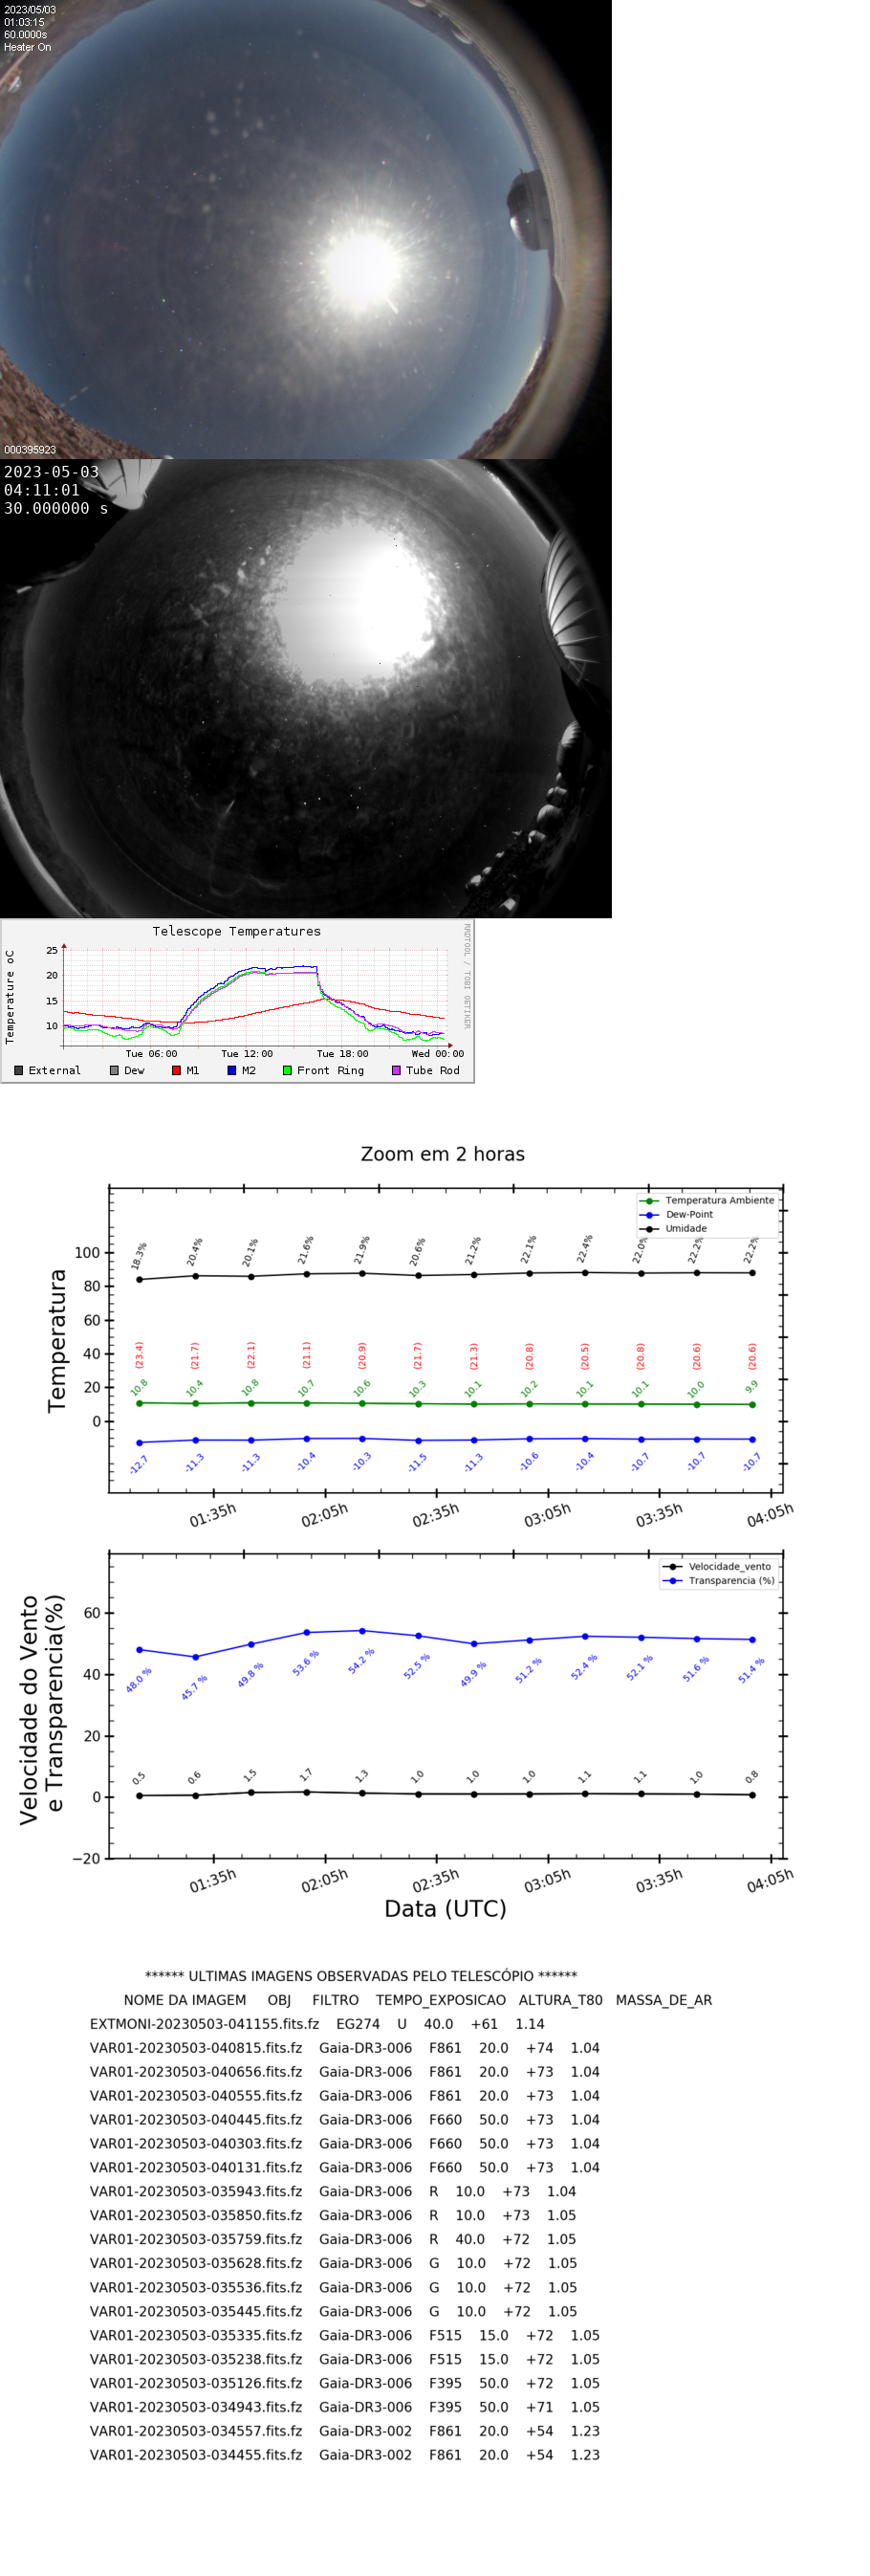 2023/05/03
01:03:15
60.0000s
Heater On
000395923
2023-05-03
04:11:01
30.000000 s
Telescope Temperatures
RRDTOOL / TOBI OETIKER
Temperature oC
25
20
15
10
Tue 06:00 Tue 12:00 Tue 18:00 Wed 00:00
External Dew M1 M2 Front Ring Tube Rod
Zoom em 2 horas
Temperatura Ambiente
Dew-Point
Umidade
Temperatura
100
80
60
40
20
0
18.3% 20.4% 20.1% 21.6% 21.9% 20.6% 21.2% 22.1% 22.4% 22.0% 22.2% 22.2%
(23.4) (21.7) (22.1) (21.1) (20.9) (21.7) (21.3) (20.8) (20.5) (20.8) (20.6) (20.6)
10.8 10.4 10.8 10.7 10.6 10.3 10.1 10.2 10.1 10.1 10.0 9.9
-12.7 -11.3 -11.3 -10.4 -10.3 -11.5 -11.3 -10.6 -10.4 -10.7 -10.7 -10.7
01:35h 02:05h 02:35h 03:05h 03:35h 04:05h
Velocidade_vento
Transparencia (%)
Velocidade do Vento
e Transparencia(%)
60
40
20
0
−20
48.0 % 45.7 % 49.8 % 53.6 % 54.2 % 52.5 % 49.9 % 51.2 % 52.4 % 52.1 % 51.6 % 51.4 %
0.5 0.6 1.5 1.7 1.3 1.0 1.0 1.0 1.1 1.1 1.0 0.8
01:35h 02:05h 02:35h 03:05h 03:35h 04:05h
Data (UTC)
****** ULTIMAS IMAGENS OBSERVADAS PELO TELESCÓPIO ******
NOME DA IMAGEM OBJ FILTRO TEMPO_EXPOSICAO ALTURA_T80 MASSA_DE_AR
EXTMONI-20230503-041155.fits.fz EG274 U 40.0 +61 1.14
VAR01-20230503-040815.fits.fz Gaia-DR3-006 F861 20.0 +74 1.04
VAR01-20230503-040656.fits.fz Gaia-DR3-006 F861 20.0 +73 1.04
VAR01-20230503-040555.fits.fz Gaia-DR3-006 F861 20.0 +73 1.04
VAR01-20230503-040445.fits.fz Gaia-DR3-006 F660 50.0 +73 1.04
VAR01-20230503-040303.fits.fz Gaia-DR3-006 F660 50.0 +73 1.04
VAR01-20230503-040131.fits.fz Gaia-DR3-006 F660 50.0 +73 1.04
VAR01-20230503-035943.fits.fz Gaia-DR3-006 R 10.0 +73 1.04
VAR01-20230503-035850.fits.fz Gaia-DR3-006 R 10.0 +73 1.05
VAR01-20230503-035759.fits.fz Gaia-DR3-006 R 40.0 +72 1.05
VAR01-20230503-035628.fits.fz Gaia-DR3-006 G 10.0 +72 1.05
VAR01-20230503-035536.fits.fz Gaia-DR3-006 G 10.0 +72 1.05
VAR01-20230503-035445.fits.fz Gaia-DR3-006 G 10.0 +72 1.05
VAR01-20230503-035335.fits.fz Gaia-DR3-006 F515 15.0 +72 1.05
VAR01-20230503-035238.fits.fz Gaia-DR3-006 F515 15.0 +72 1.05
VAR01-20230503-035126.fits.fz Gaia-DR3-006 F395 50.0 +72 1.05
VAR01-20230503-034943.fits.fz Gaia-DR3-006 F395 50.0 +71 1.05
VAR01-20230503-034557.fits.fz Gaia-DR3-002 F861 20.0 +54 1.23
VAR01-20230503-034455.fits.fz Gaia-DR3-002 F861 20.0 +54 1.23